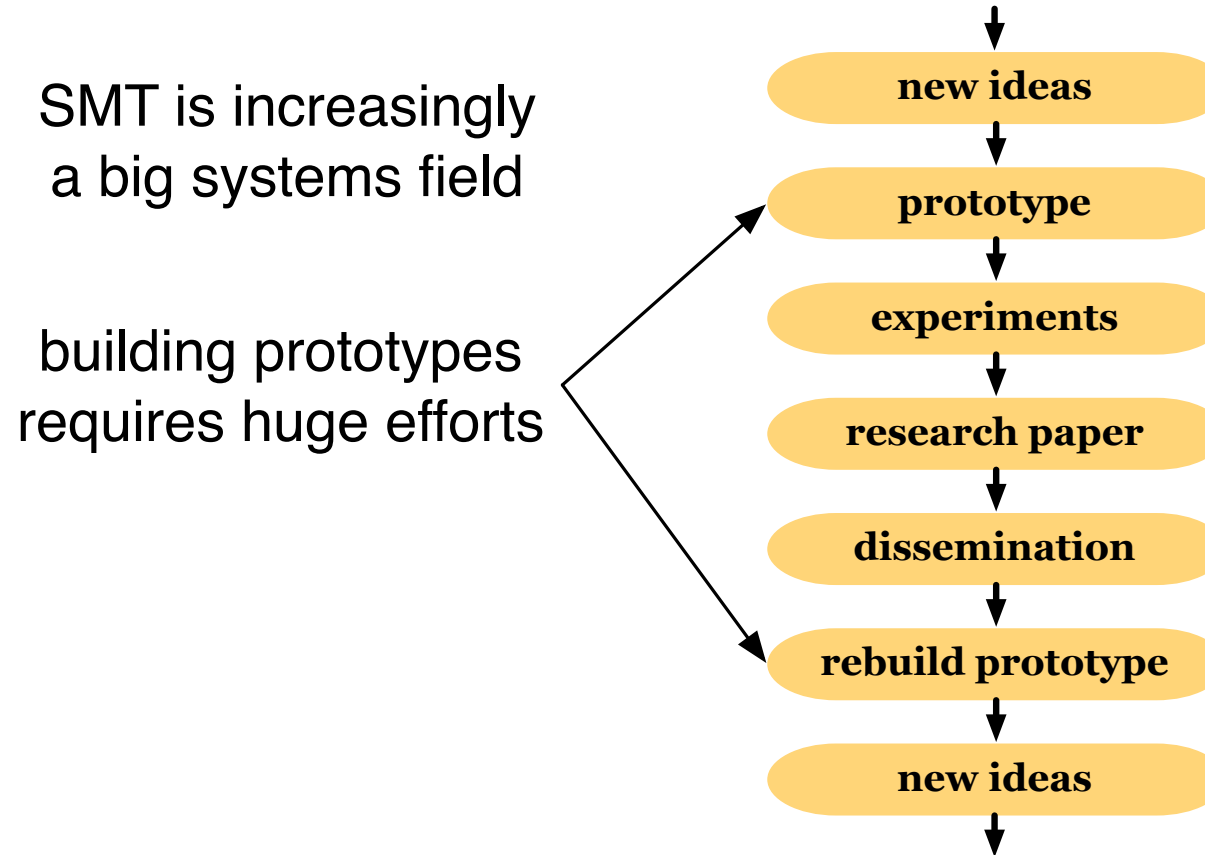 SMT is increasingly
a big systems field
building prototypes
requires huge efforts
new ideas
prototype
experiments
research paper
dissemination
rebuild prototype
new ideas